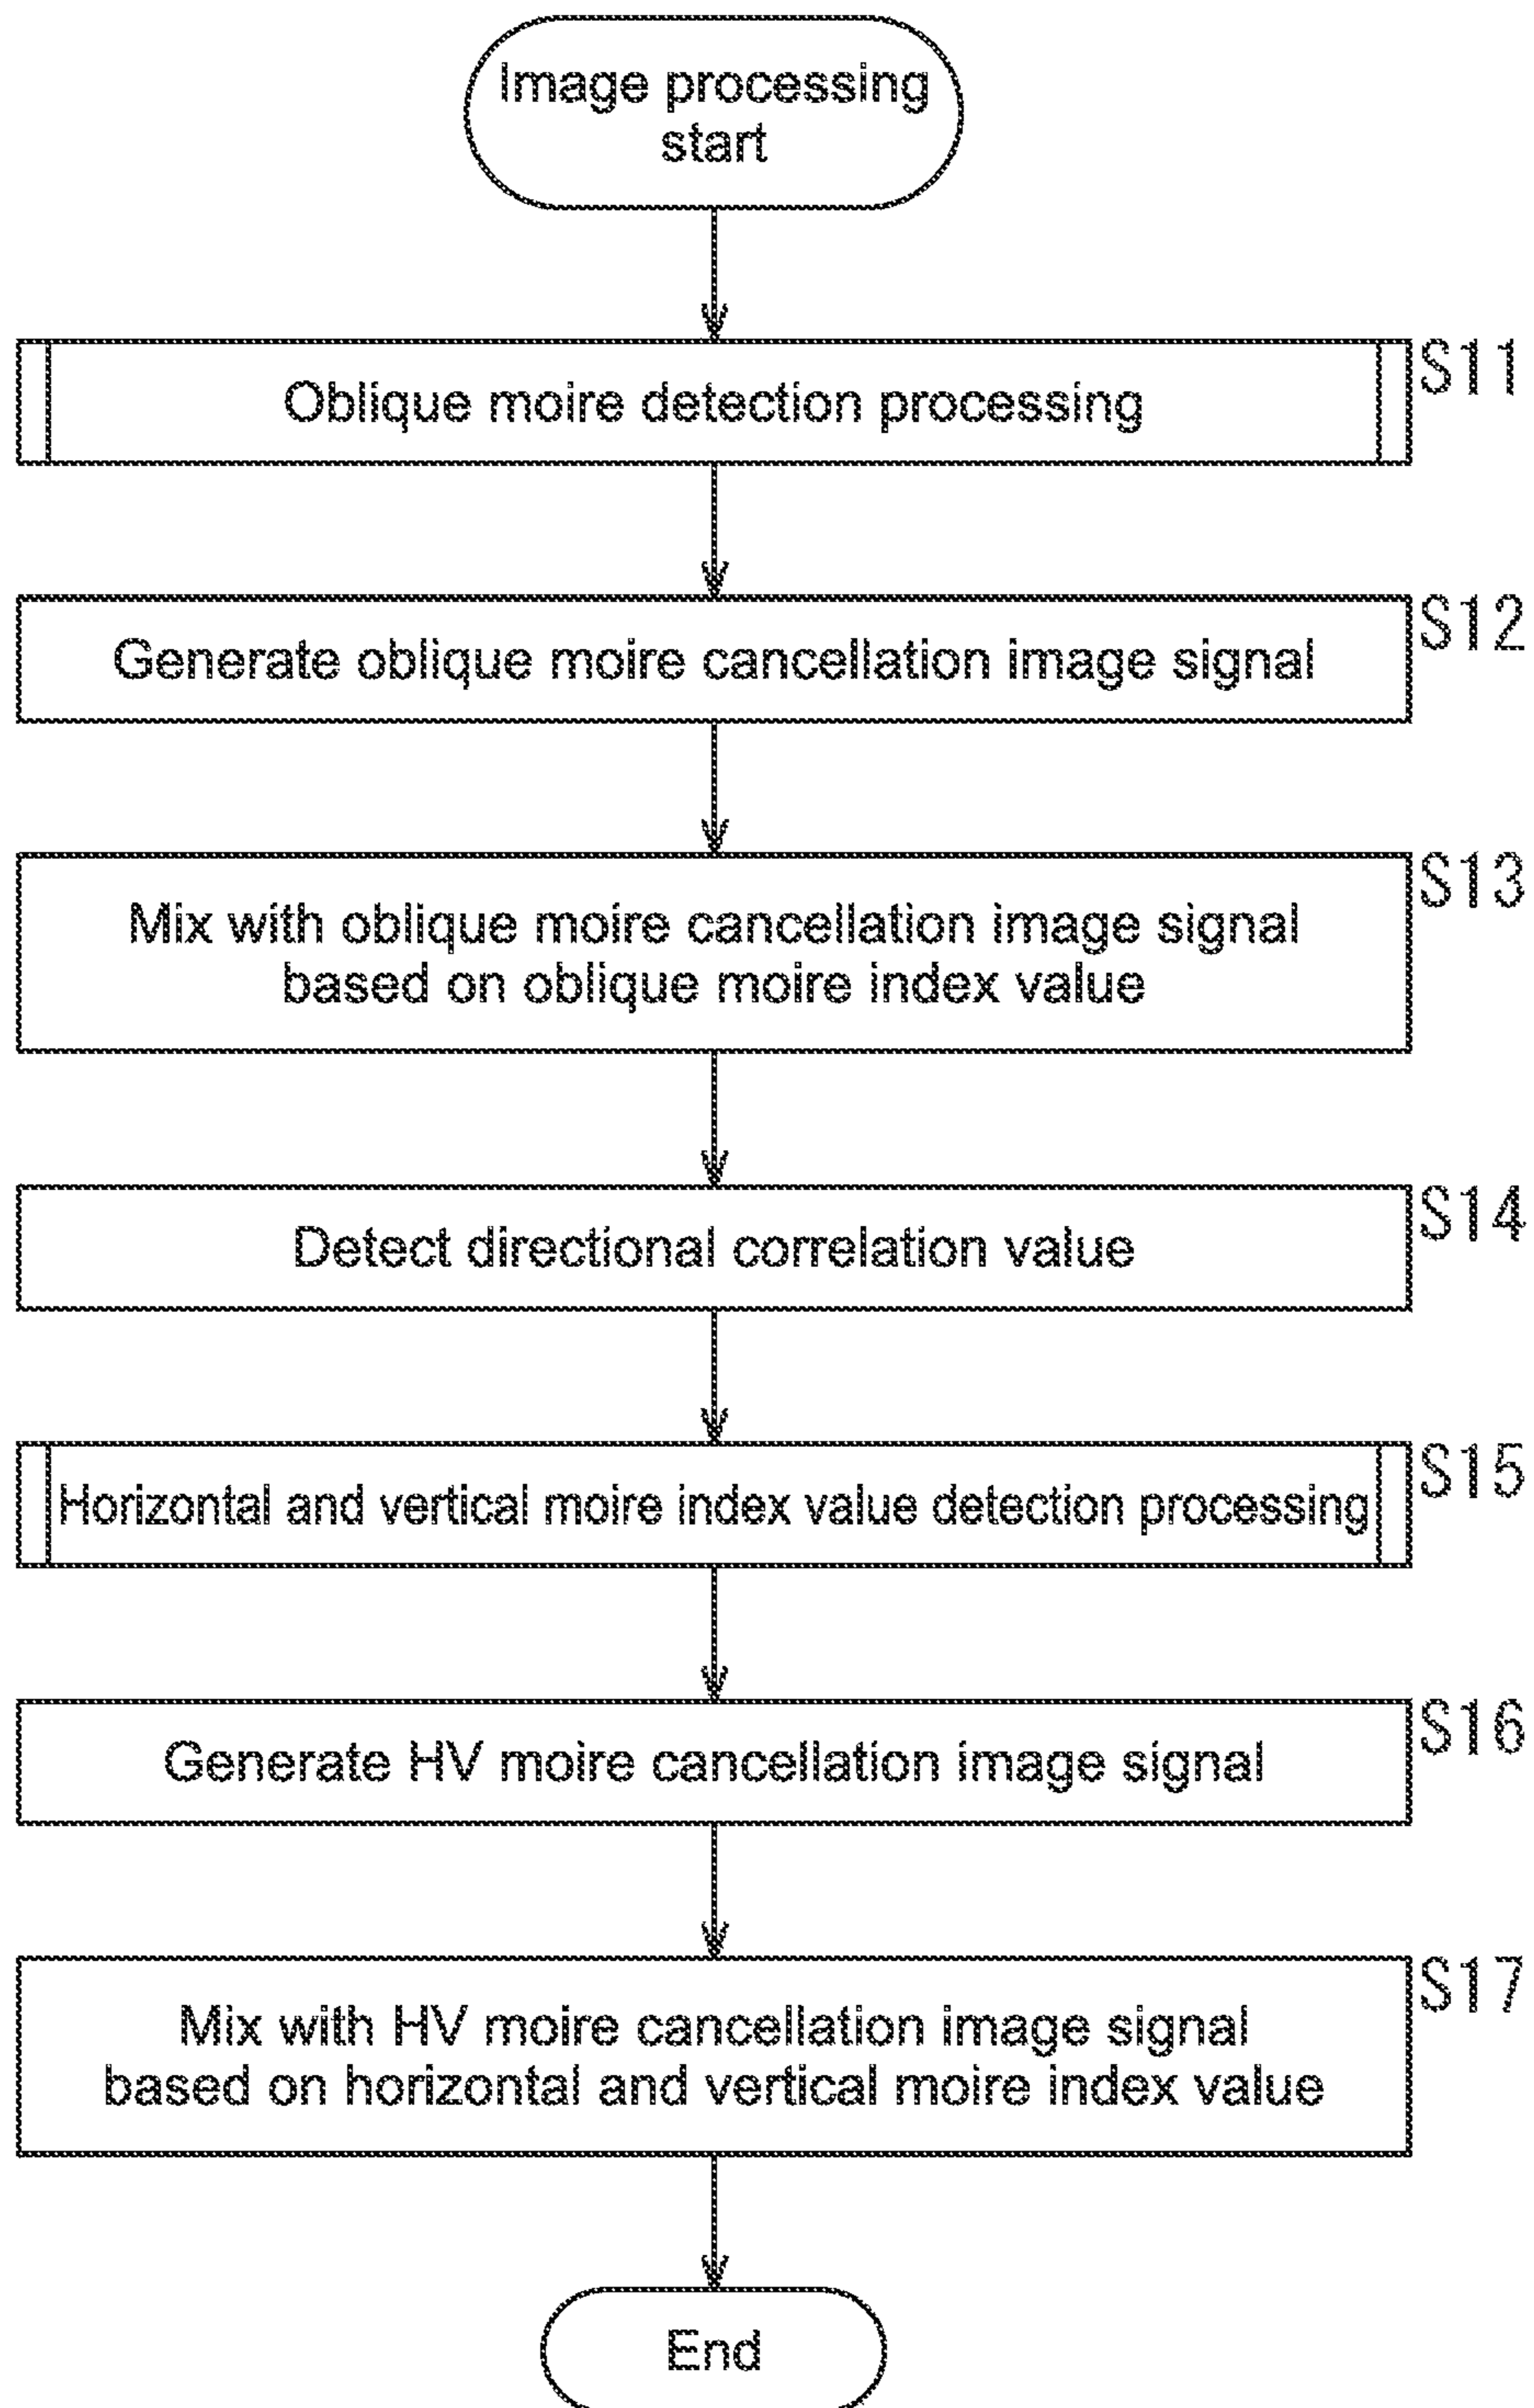 Image processing
start
S11
Oblique moire detection processing
S12
Generate oblique moire cancellation image signal
S13
Mix with oblique moire cancellation image signal
based on oblique moire index value
S14
Detect directional correlation value
S15
Horizontal and vertical moire index value detection processing
S16
Generate HV moire cancellation image signal
S17
Mix with HV moire cancellation image signal
based on horizontal and vertical moire index value
End